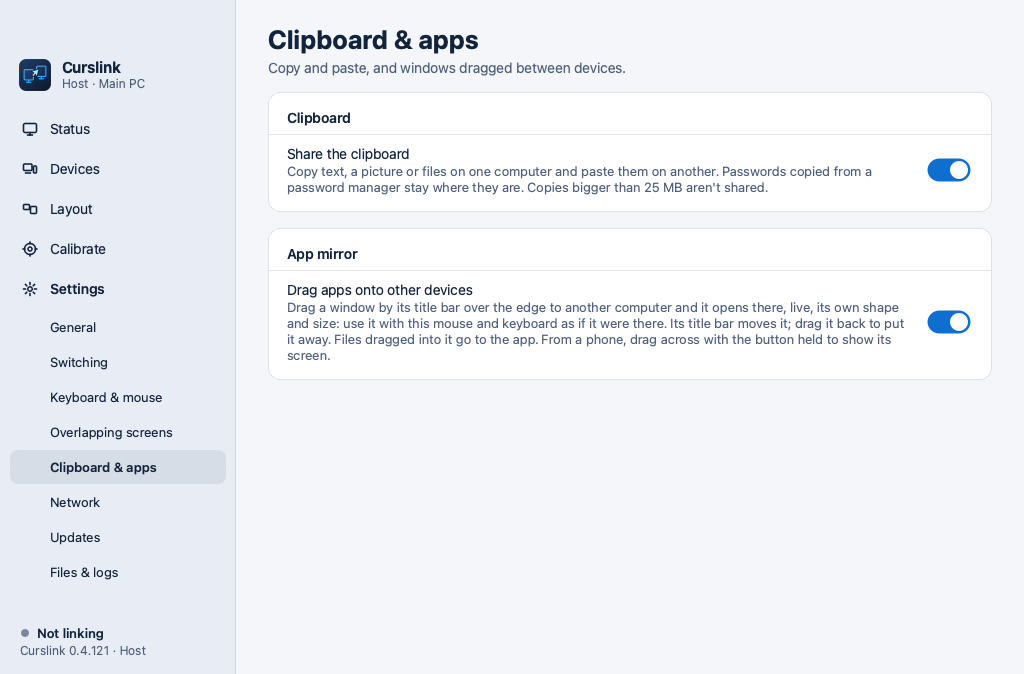 Curslink
Host · Main PC
Status
Devices
Layout
Calibrate
Settings
General
Switching
Keyboard & mouse
Overlapping screens
Clipboard & apps
Network
Updates
Files & logs
Not linking
Curslink 0.4.121 · Host
Clipboard & apps
Copy and paste, and windows dragged between devices.
Clipboard
Share the clipboard
Copy text, a picture or files on one computer and paste them on another. Passwords copied from a
password manager stay where they are. Copies bigger than 25 MB aren't shared.
App mirror
Drag apps onto other devices
Drag a window by its title bar over the edge to another computer and it opens there, live, its own shape
and size: use it with this mouse and keyboard as if it were there. Its title bar moves it; drag it back to put
it away. Files dragged into it go to the app. From a phone, drag across with the button held to show its
screen.